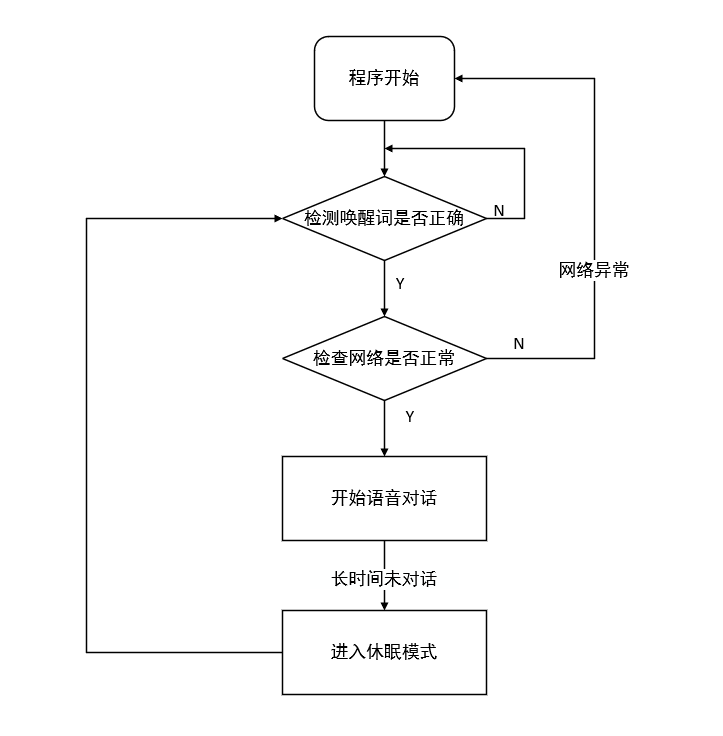 程序开始
检测唤醒词是否正确
N
网络异常
Y
检查网络是否正常
N
Y
开始语音对话
长时间未对话
进入休眠模式